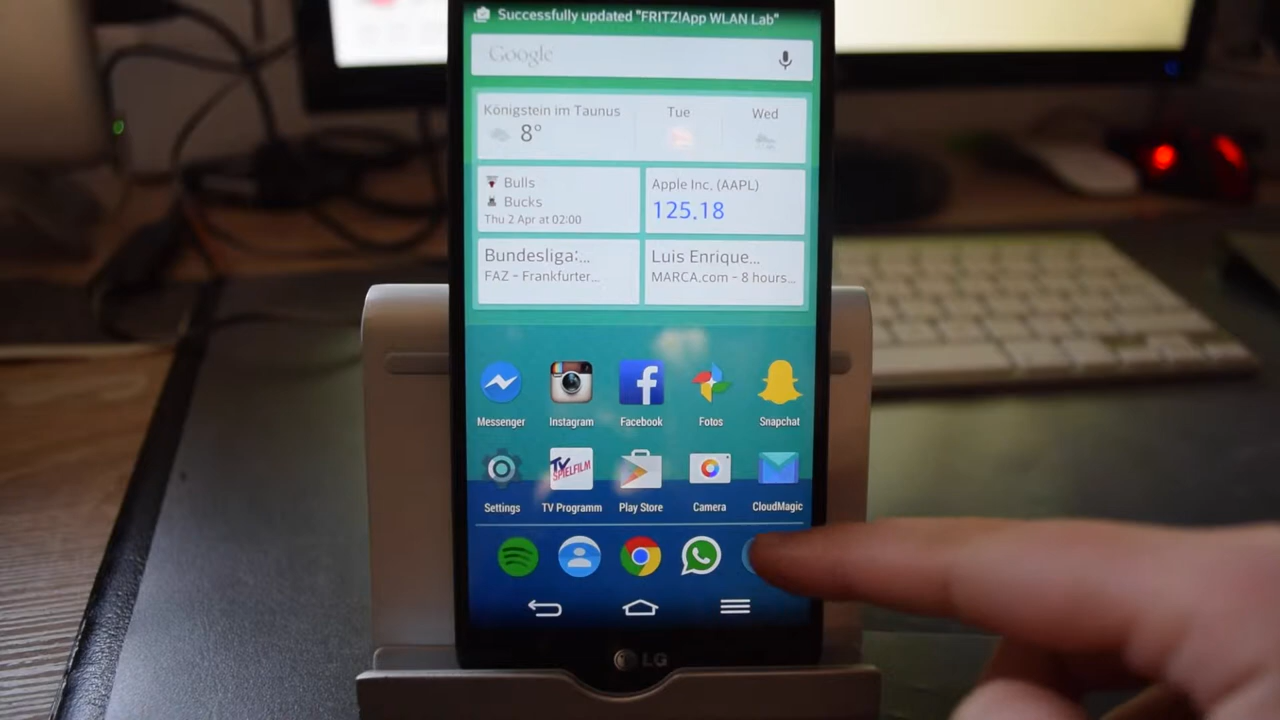 Successfully updated "FRITZ!App WLAN Lab"
Google
Königstein im Taunus
8°
Tue
Wed
Bulls
Bucks
Thu 2 Apr at 02:00
Apple Inc. (AAPL)
125.18
Bundesliga:...
FAZ - Frankfurter...
Luis Enrique...
MARCA.com - 8 hours...
Messenger
Instagram
Facebook
Fotos
Snapchat
TV
SPIELFILM
Settings
TV Programm
Play Store
Camera
CloudMagic
LG